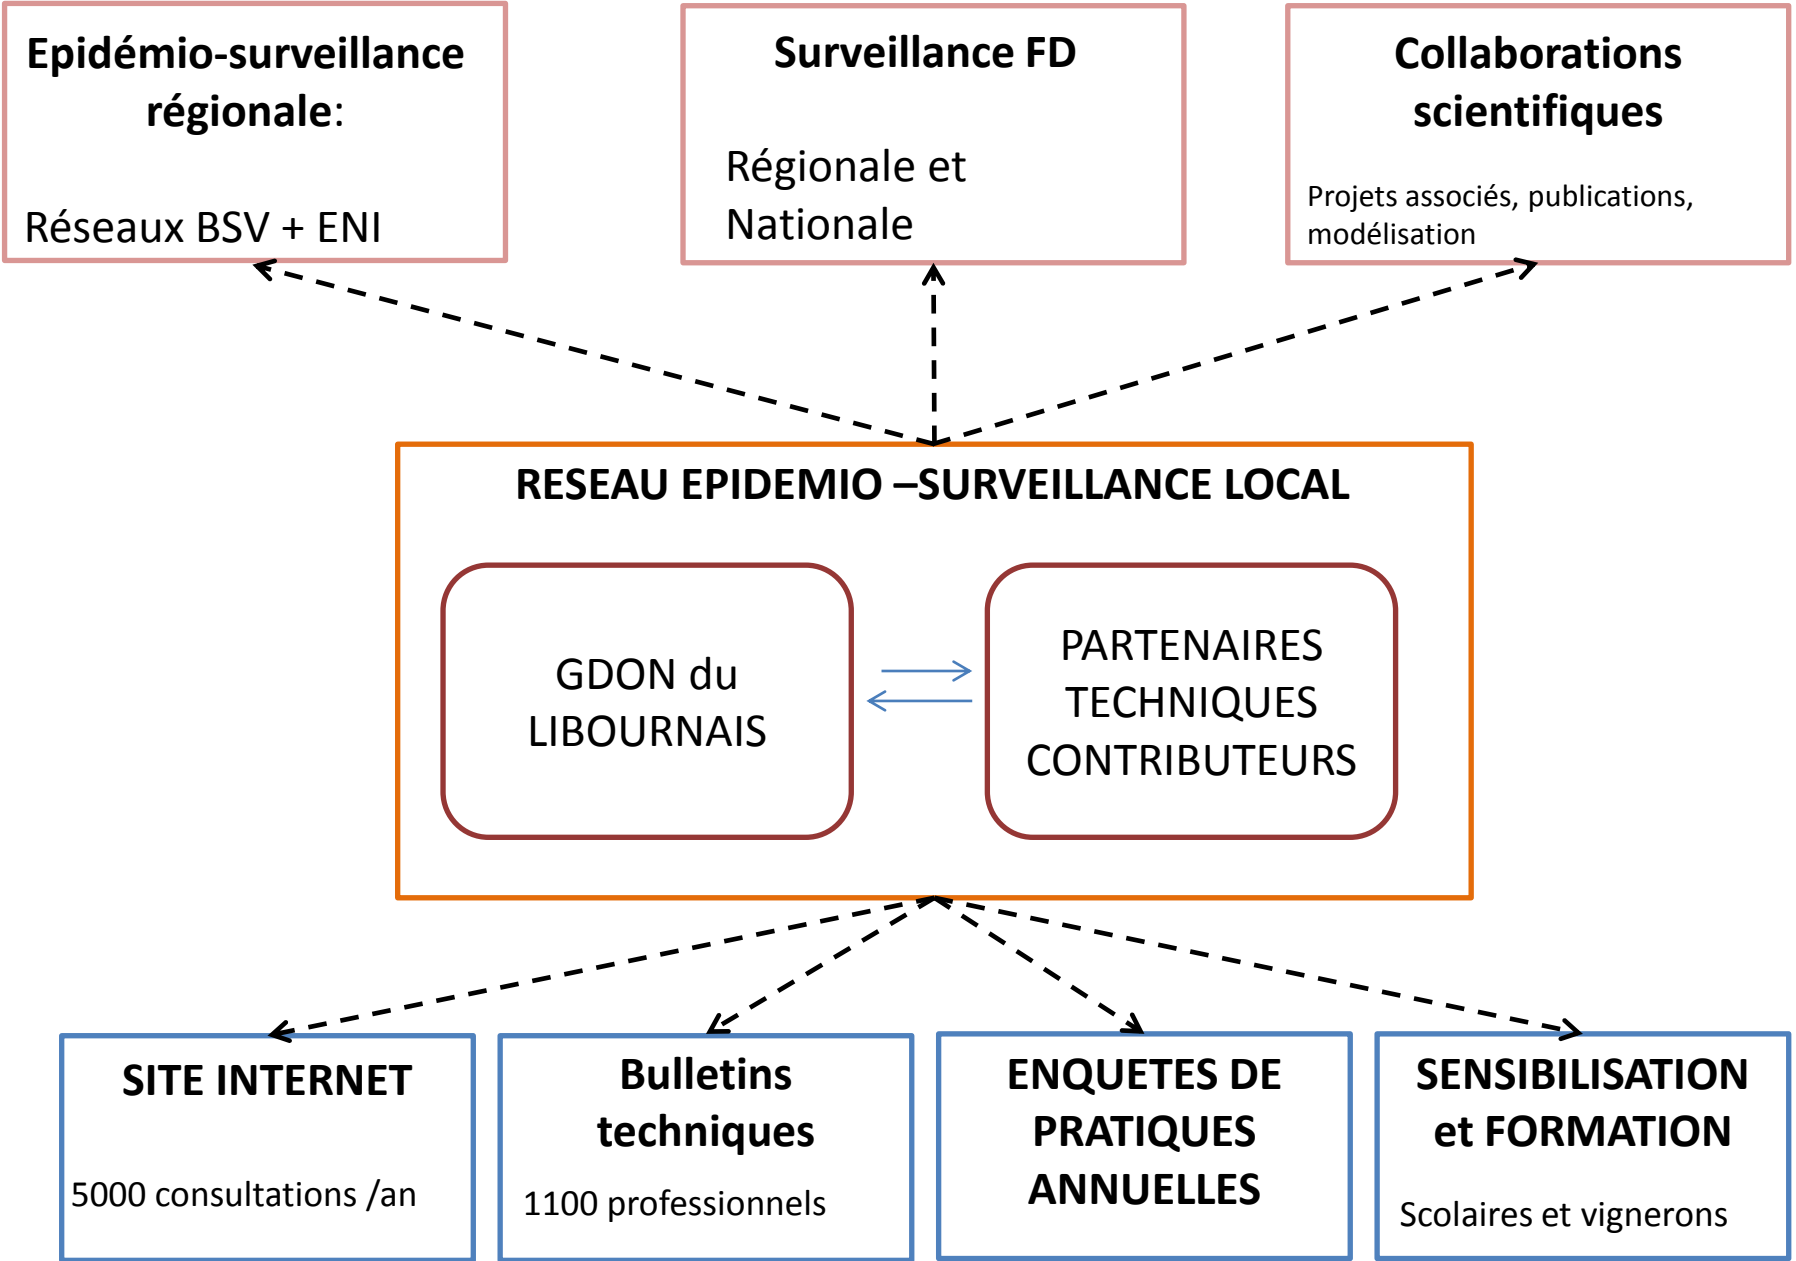 Epidémio-surveillance
régionale:
Réseaux BSV + ENI
Surveillance FD
Régionale et
Nationale
Collaborations
scientifiques
Projets associés, publications,
modélisation
RESEAU EPIDEMIO –SURVEILLANCE LOCAL
GDON du
LIBOURNAIS
PARTENAIRES
TECHNIQUES
CONTRIBUTEURS
SITE INTERNET
5000 consultations /an
Bulletins
techniques
1100 professionnels
ENQUETES DE
PRATIQUES
ANNUELLES
SENSIBILISATION
et FORMATION
Scolaires et vignerons